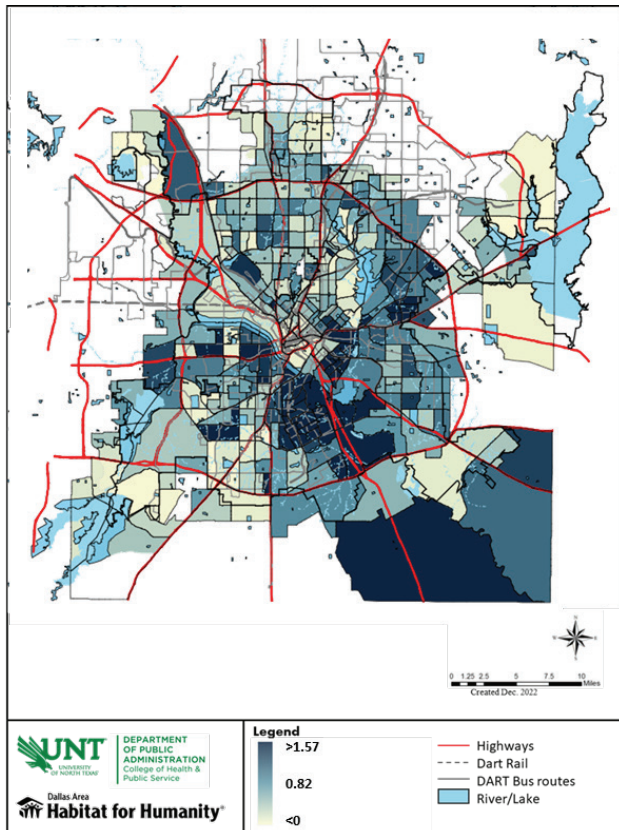 0 1.25 2.5 5 7.5 10
Miles
Created Dec. 2022
UNT
UNIVERSITY
OF NORTH TEXAS
DEPARTMENT
OF PUBLIC
ADMINISTRATION
College of Health &
Public Service
Dallas Area
Habitat for Humanity®
Legend
>1.57
0.82
<0
Highways
Dart Rail
DART Bus routes
River/Lake